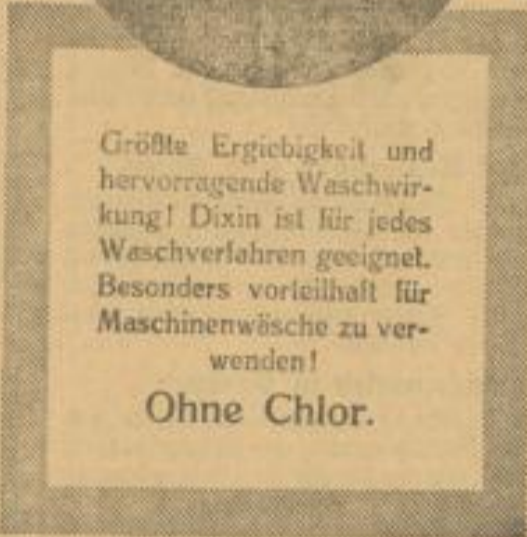 Größte Ergiebigkeit und
hervorragende Waschwir-
kung! Dixin ist für jedes
Waschverfahren geeignet.
Besonders vorteilhaft für
Maschinenwäsche zu ver-
wenden!
Ohne Chlor.